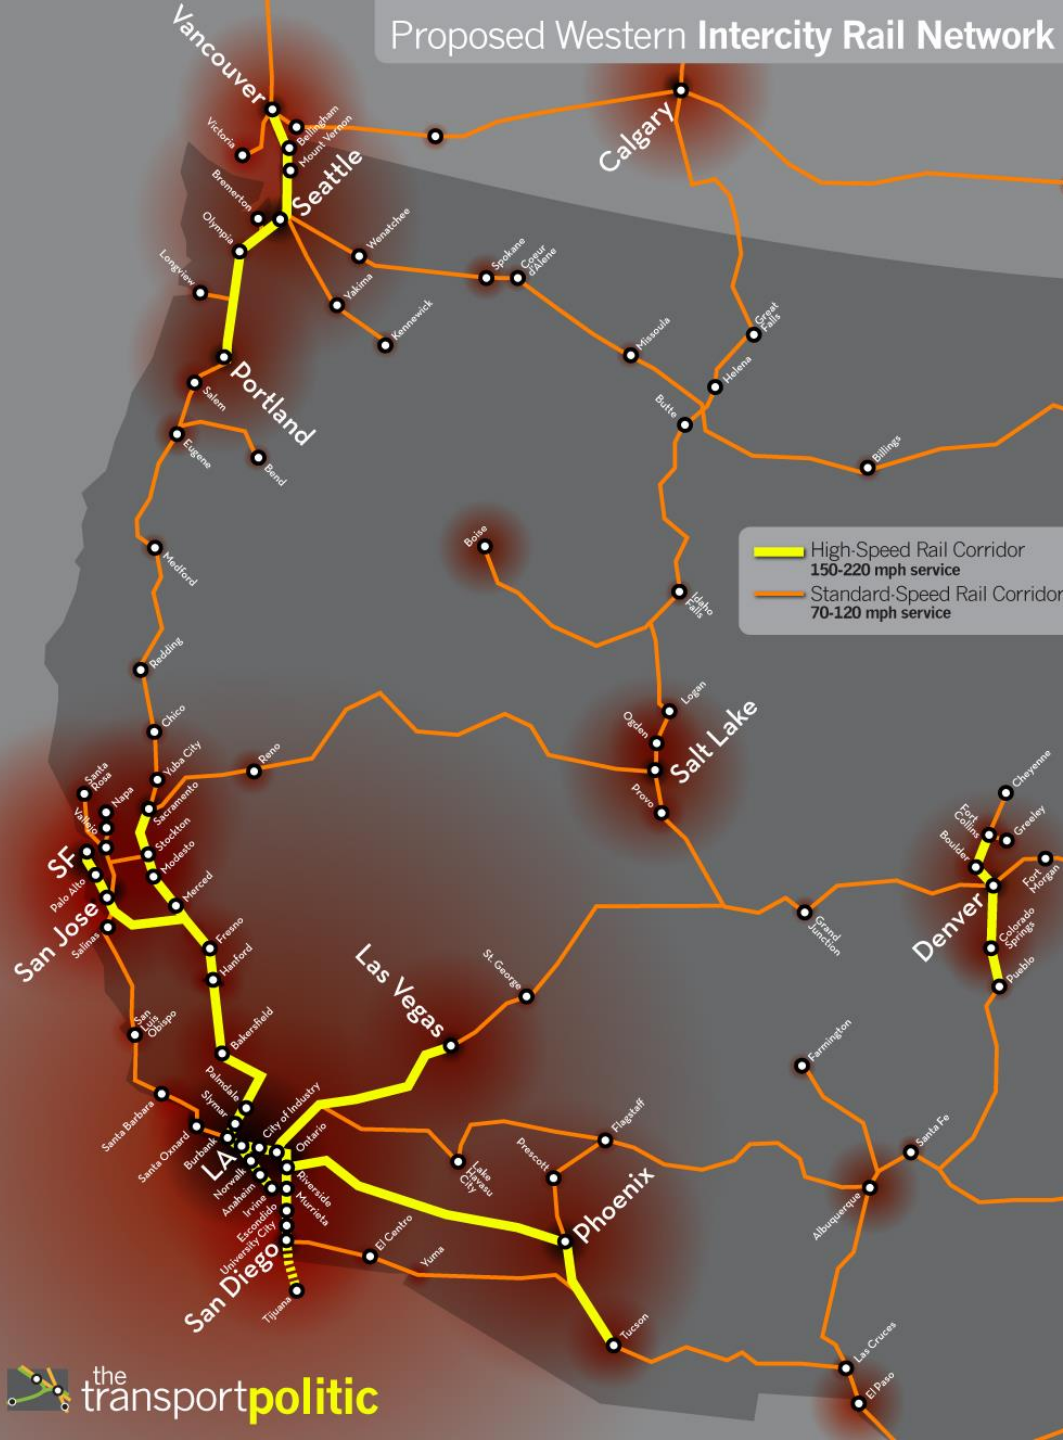 Proposed Western Intercity Rail Network
Vancouver
Calgary
Bellingham
Victoria
Mount Vernon
Seattle
Bremerton
Olympia
Wenatchee
Longview
Spokane
Coeur
d'Alene
Yakima
Kennewick
Missoula
Great
Falls
Helena
Portland
Salem
Butte
Eugene
Bend
Billings
Boise
Medford
High-Speed Rail Corridor
150-220 mph service
Standard-Speed Rail Corridor
70-120 mph service
Idaho
Falls
Redding
Logan
Chico
Ogden
Salt Lake
Yuba City
Reno
Santa
Rosa
Napa
Sacramento
Provo
Cheyenne
Vallejo
Stockton
Fort
Collins
Greeley
SF
Modesto
Boulder
Palo Alto
Merced
Fort
Morgan
San Jose
Salinas
Fresno
Grand
Junction
Denver
Colorado
Springs
Hanford
Las Vegas
St. George
Pueblo
San
Luis
Obispo
Bakersfield
Farmington
Palmdale
Slymar
City of Industry
Santa Barbara
Santa Oxnard
Burbank
Ontario
LA
Flagstaff
Prescott
Santa Fe
Norwalk
Anaheim
Irvine
Riverside
Murrieta
Lake
Havasu
City
Escondido
University City
Phoenix
Albuquerque
San Diego
El Centro
Yuma
Tijuana
Tucson
Las Cruces
El Paso
the
transportpolitic